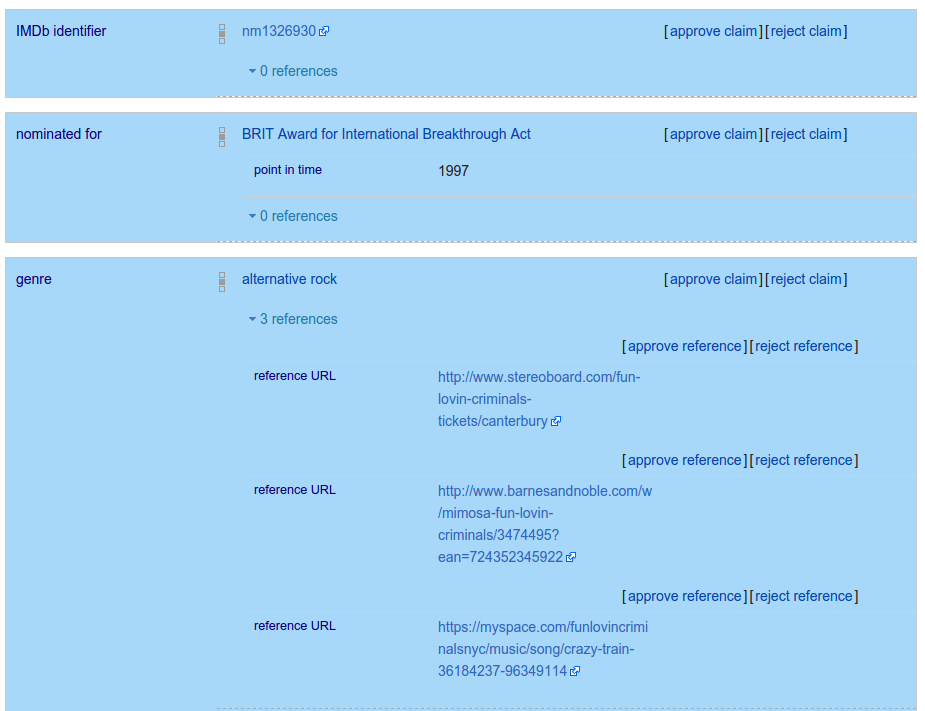 IMDb identifier nm1326930 [approve claim][reject claim]
0 references
nominated for BRIT Award for International Breakthrough Act [approve claim][reject claim]
point in time 1997
0 references
genre alternative rock [approve claim][reject claim]
3 references
[approve reference][reject reference]
reference URL http://www.stereoboard.com/fun-
lovin-criminals-
tickets/canterbury
[approve reference][reject reference]
reference URL http://www.barnesandnoble.com/w
/mimosa-fun-lovin-
criminals/3474495?
ean=724352345922
[approve reference][reject reference]
reference URL https://myspace.com/funlovincrimi
nalsnyc/music/song/crazy-train-
36184237-96349114